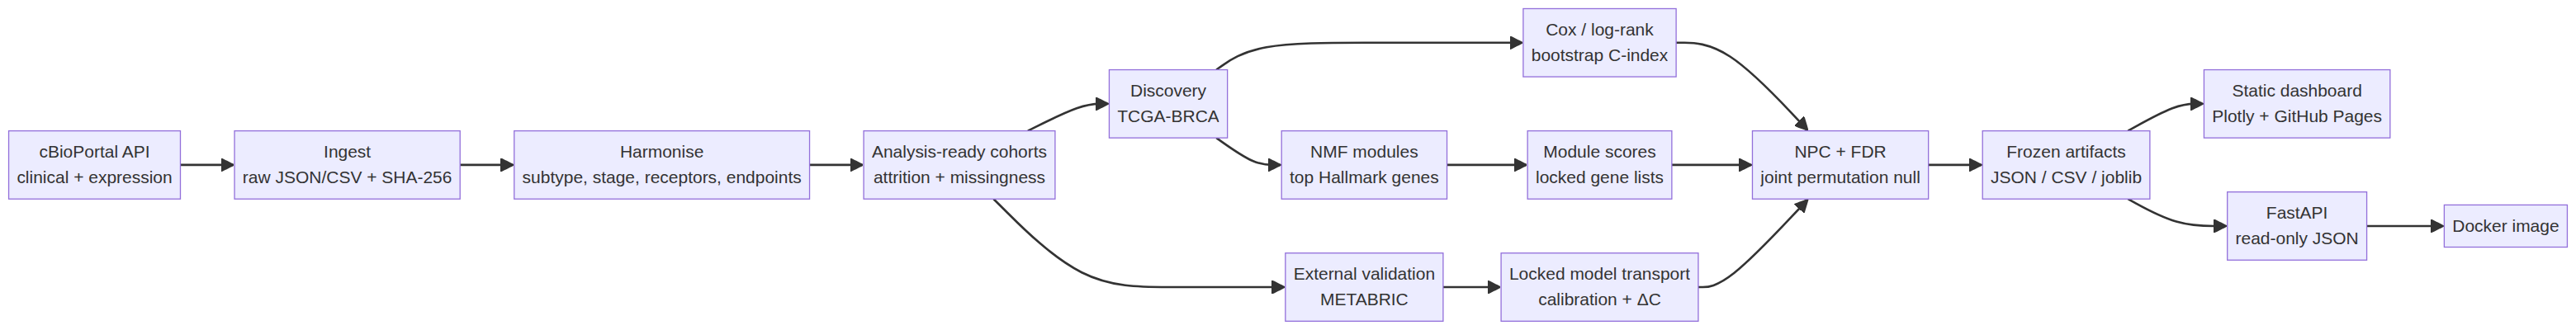 cBioPortal API
clinical + expression
Ingest
raw JSON/CSV + SHA-256
Harmonise
subtype, stage, receptors, endpoints
Analysis-ready cohorts
attrition + missingness
Discovery
TCGA-BRCA
Cox / log-rank
bootstrap C-index
NMF modules
top Hallmark genes
Module scores
locked gene lists
External validation
METABRIC
Locked model transport
calibration + ΔC
NPC + FDR
joint permutation null
Frozen artifacts
JSON / CSV / joblib
Static dashboard
Plotly + GitHub Pages
FastAPI
read-only JSON
Docker image